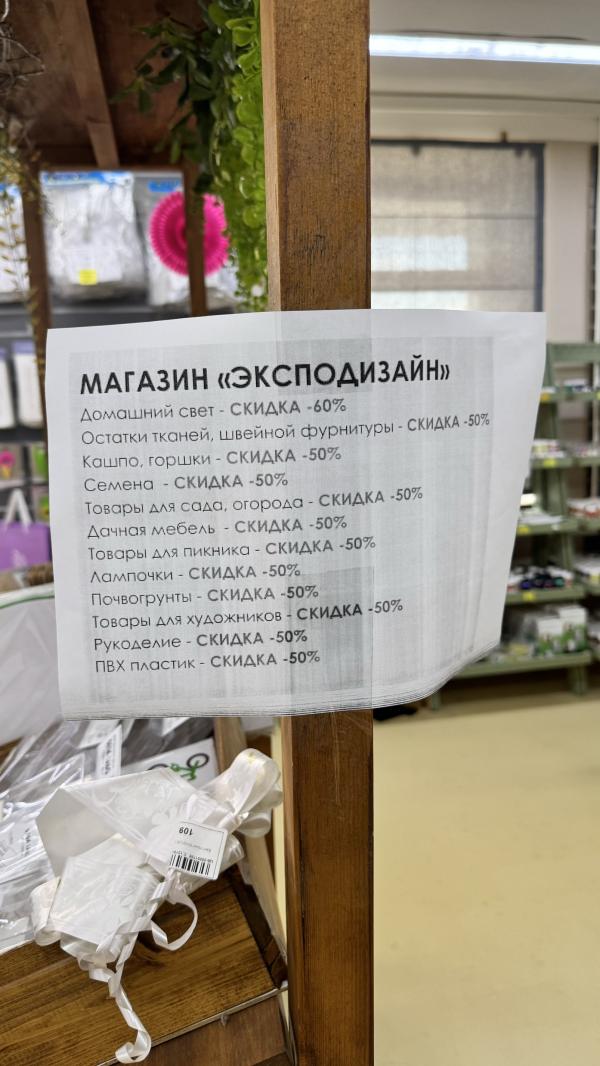 МАГАЗИН «ЭКСПОДИЗАЙН»
Домашний свет - СКИДКА -60%
Остатки тканей, швейной фурнитуры - СКИДКА -50%
Кашпо, горшки - СКИДКА -50%
Семена - СКИДКА -50%
Товары для сада, огорода - СКИДКА -50%
Дачная мебель - СКИДКА -50%
Товары для пикника - СКИДКА -50%
Лампочки - СКИДКА -50%
Почвогрунты - СКИДКА -50%
Товары для художников - СКИДКА -50%
Рукоделие - СКИДКА -50%
ПВХ пластик - СКИДКА -50%
109